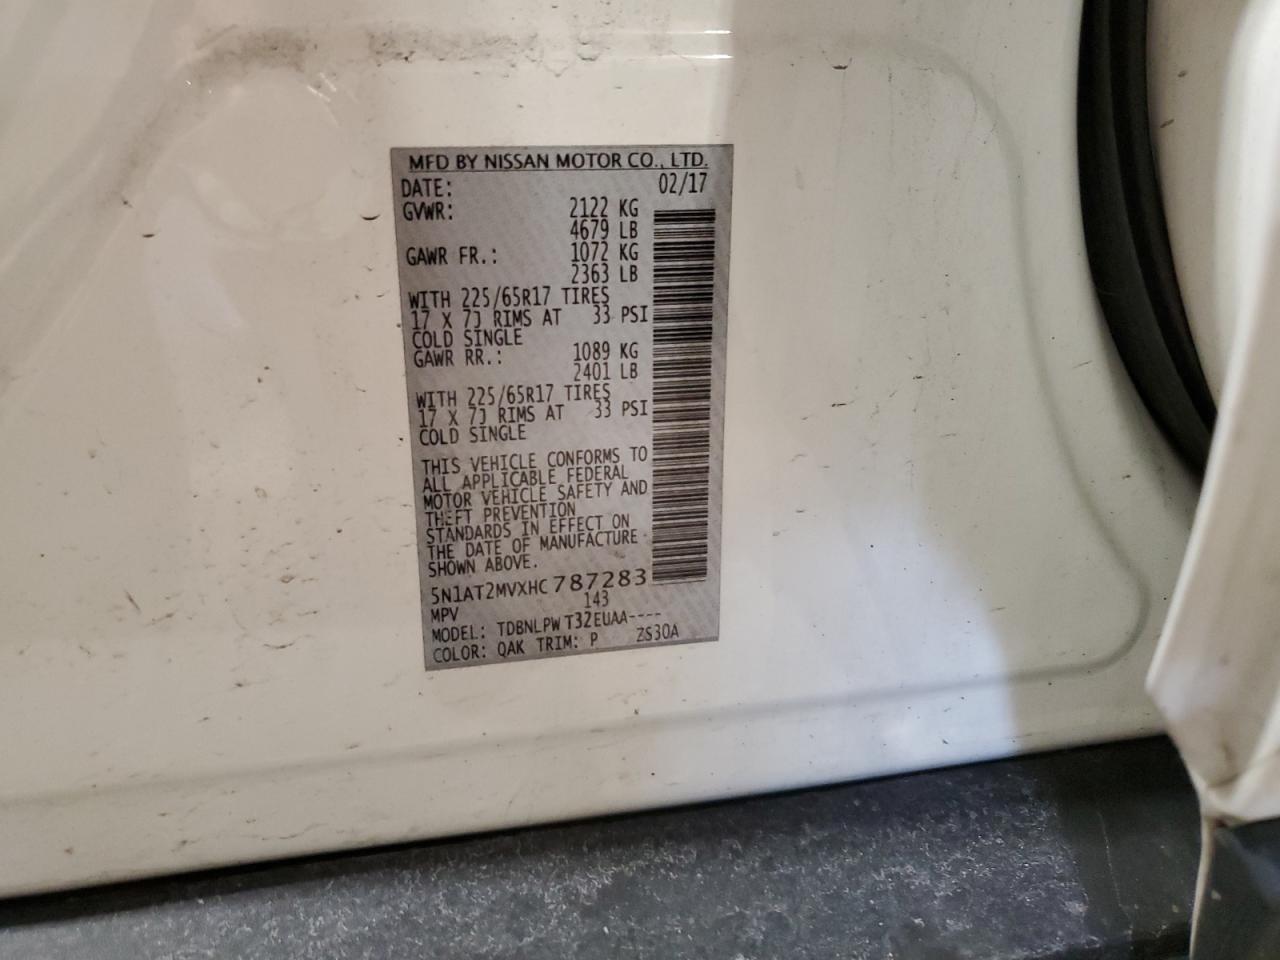 MFD BY NISSAN MOTOR CO., LTD.
DATE: 02/17
GVWR: 2122 KG
4679 LB
GAWR FR.: 1072 KG
2363 LB
WITH 225/65R17 TIRES
17 X 7J RIMS AT 33 PSI
COLD SINGLE
GAWR RR.: 1089 KG
2401 LB
WITH 225/65R17 TIRES
17 X 7J RIMS AT 33 PSI
COLD SINGLE
THIS VEHICLE CONFORMS TO
ALL APPLICABLE FEDERAL
MOTOR VEHICLE SAFETY AND
THEFT PREVENTION
STANDARDS IN EFFECT ON
THE DATE OF MANUFACTURE
SHOWN ABOVE.
5N1AT2MVXHC787283
MPV 143
MODEL: TDBNLPWT32EUAA----
COLOR: QAK TRIM: P ZS30A